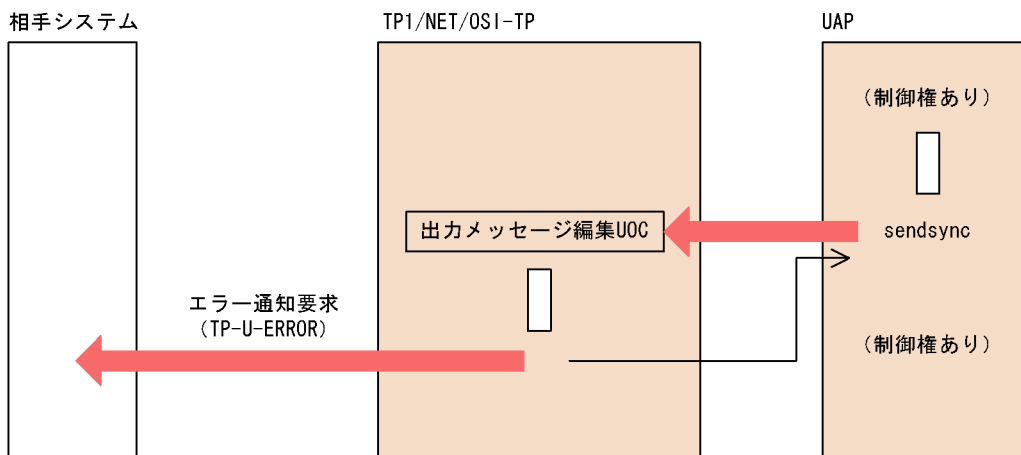 相手システム
TP1/NET/OSI-TP
UAP
(制御権あり)
出力メッセージ編集UOC
sendsync
エラー通知要求
(TP-U-ERROR)
(制御権あり)